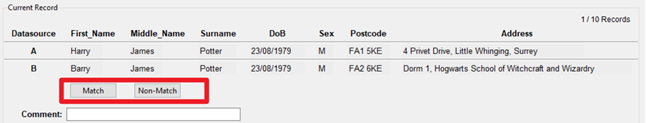 Current Record
1 / 10 Records
Datasource First_Name Middle_Name Surname DoB Sex Postcode Address
A Harry James Potter 23/08/1979 M FA1 5KE 4 Privet Drive, Little Whinging, Surrey
B Barry James Potter 23/08/1979 M FA2 6KE Dorm 1, Hogwarts School of Witchcraft and Wizardry
Match Non-Match
Comment: